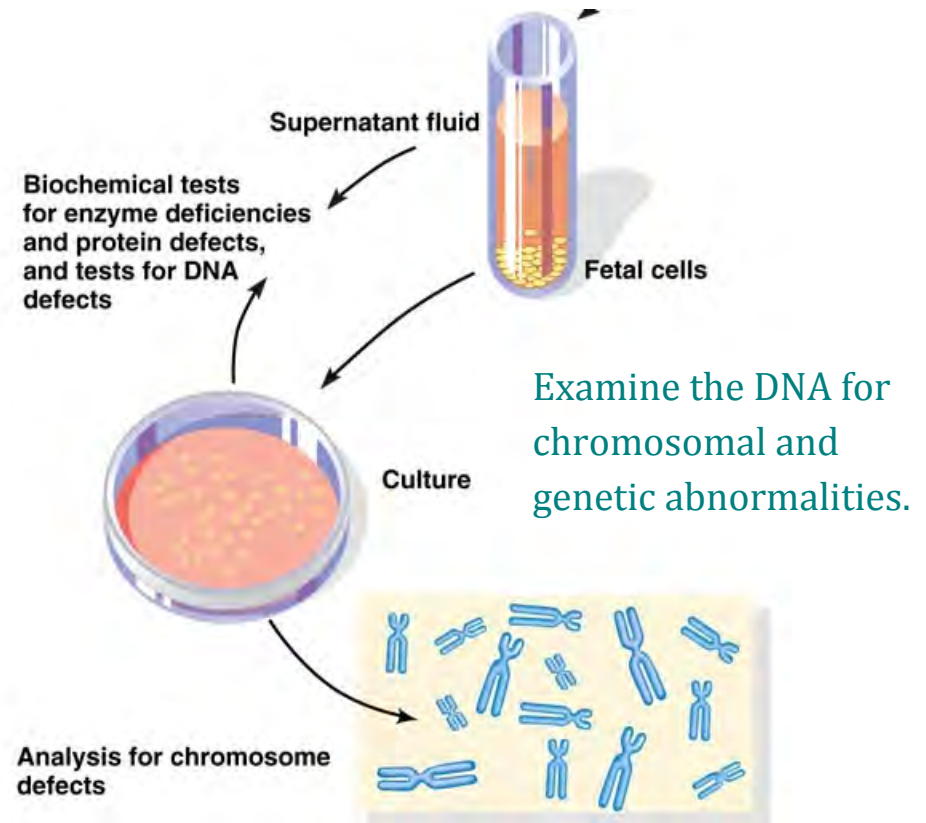 Supernatant fluid
Biochemical tests
for enzyme deficiencies
and protein defects,
and tests for DNA
defects
Fetal cells
Examine the DNA for
chromosomal and
genetic abnormalities.
Culture
Analysis for chromosome
defects